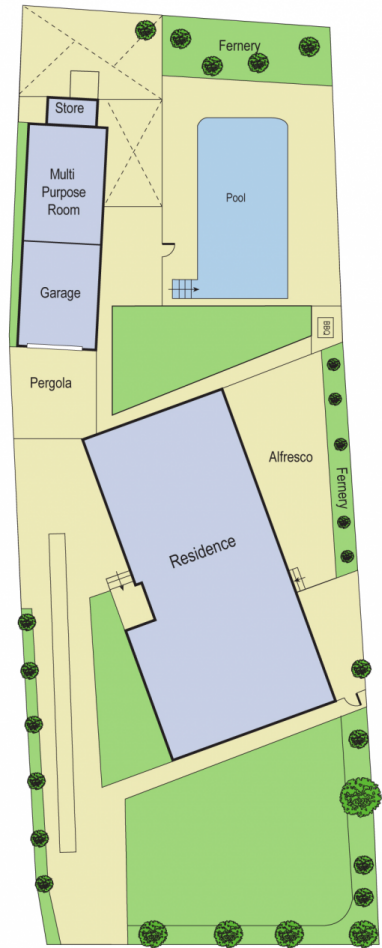 Fernery
Store
Multi
Purpose
Room
Pool
Garage
BBQ
Pergola
Alfresco
Fernery
Residence